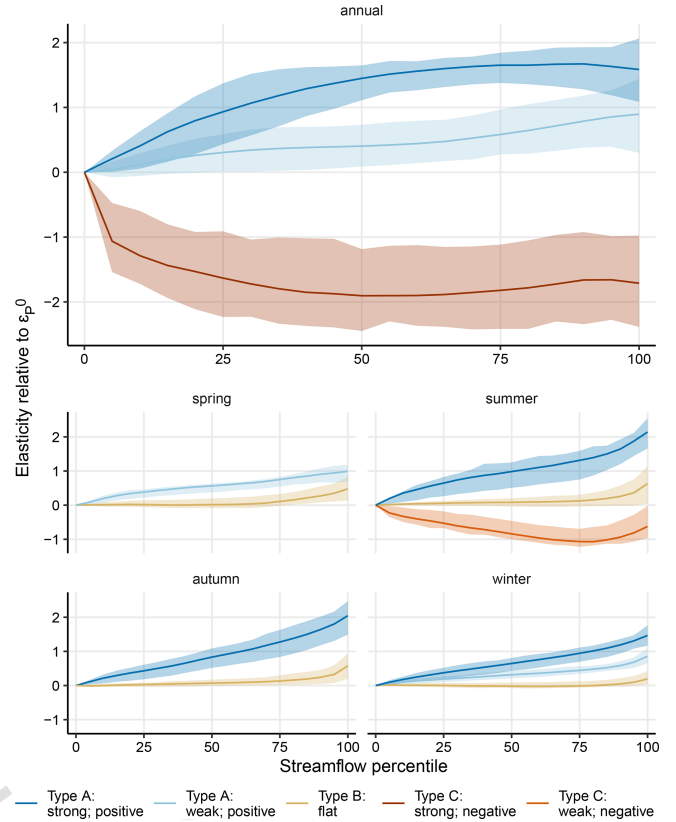 annual
2
1
0
−1
−2
0
25
50
75
100
Elasticity relative to εP0
spring
summer
2
1
0
−1
autumn
winter
2
1
0
−1
0
25
50
75
100
0
25
50
75
100
Streamflow percentile
Type A:
strong; positive
Type A:
weak; positive
Type B:
flat
Type C:
strong; negative
Type C:
weak; negative